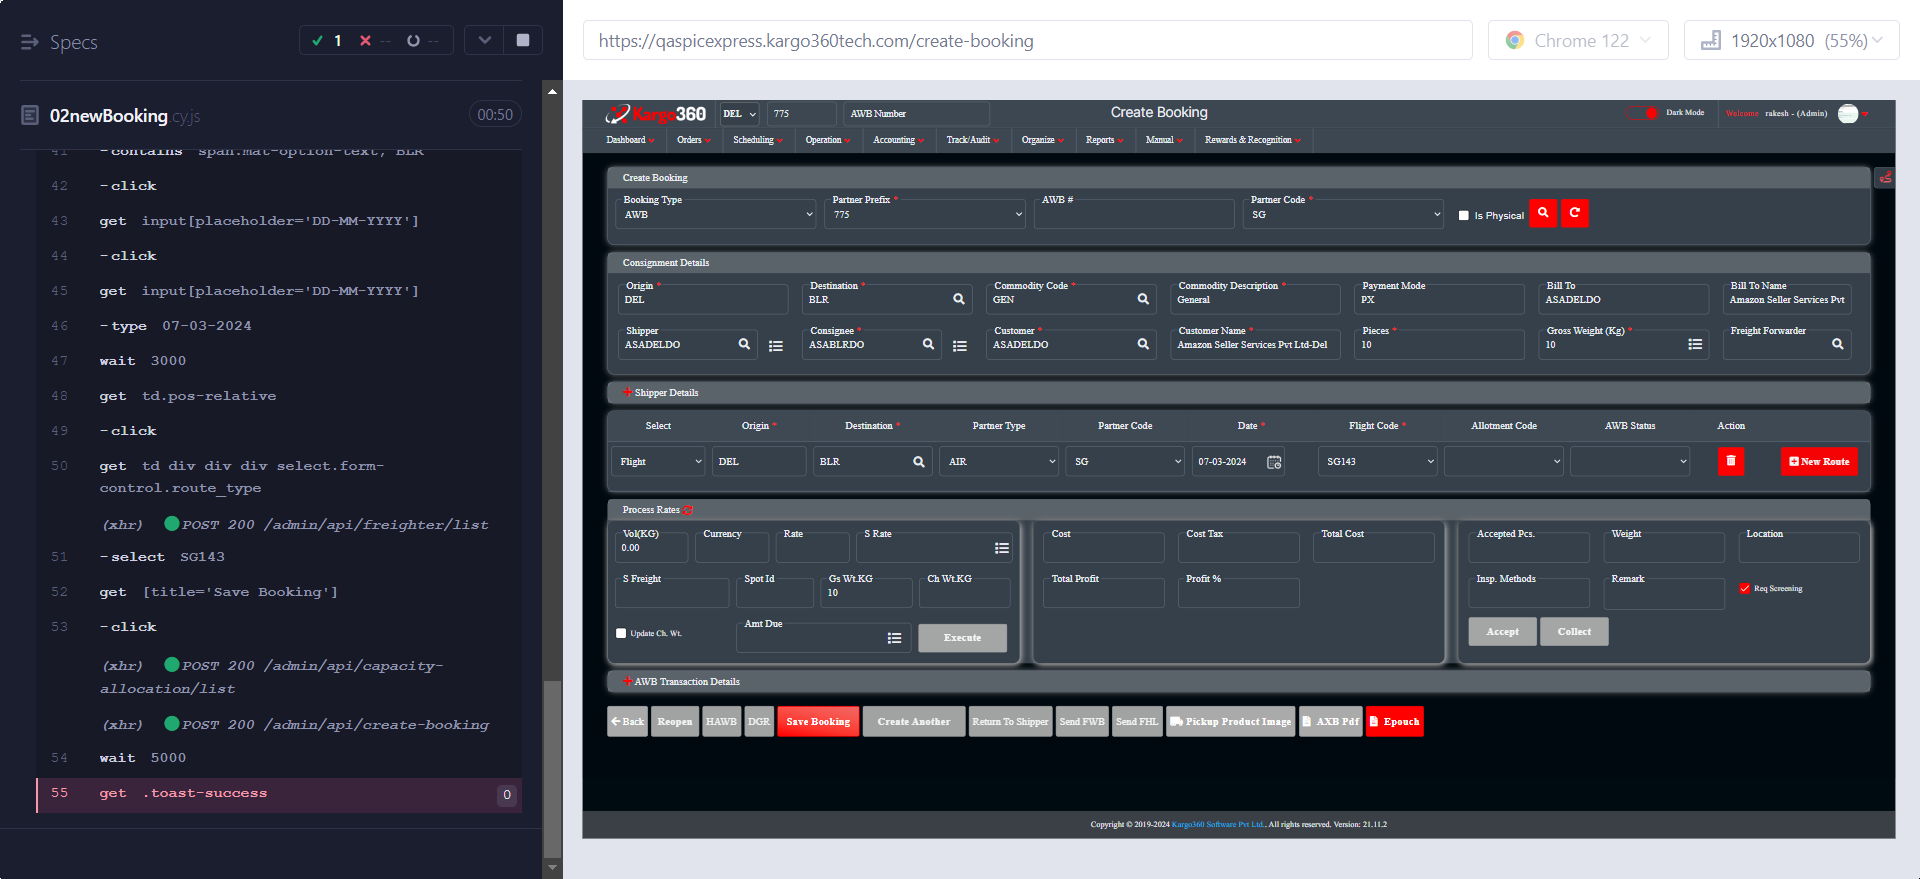 Specs
1
--
--
02newBooking.cy.js
00:50
41 -contains span.mat-option-text, BLR
42 -click
43 get input[placeholder='DD-MM-YYYY']
44 -click
45 get input[placeholder='DD-MM-YYYY']
46 -type 07-03-2024
47 wait 3000
48 get td.pos-relative
49 -click
50 get td div div div select.form-
control.route_type
(xhr) POST 200 /admin/api/freighter/list
51 -select SG143
52 get [title='Save Booking']
53 -click
(xhr) POST 200 /admin/api/capacity-
allocation/list
(xhr) POST 200 /admin/api/create-booking
54 wait 5000
55 get .toast-success 0
https://qaspicexpress.kargo360tech.com/create-booking
Chrome 122
1920x1080 (55%)
Kargo360 DEL 775 AWB Number Create Booking Dark Mode Welcome rakesh - (Admin)
Dashboard Orders Scheduling Operation Accounting Track/Audit Organize Reports Manual Rewards & Recognition
Create Booking
Booking Type Partner Prefix * AWB # Partner Code *
AWB 775 SG Is Physical
Consignment Details
Origin * Destination * Commodity Code * Commodity Description * Payment Mode Bill To Bill To Name
DEL BLR GEN General PX ASADELDO Amazon Seller Services Pvt
Shipper Consignee * Customer * Customer Name * Pieces * Gross Weight (Kg) * Freight Forwarder
ASADELDO ASABLRDO ASADELDO Amazon Seller Services Pvt Ltd-Del 10 10
Shipper Details
Select Origin * Destination * Partner Type Partner Code Date * Flight Code * Allotment Code AWB Status Action
Flight DEL BLR AIR SG 07-03-2024 SG143 New Route
Process Rates
Vol(KG) Currency Rate S Rate Cost Cost Tax Total Cost Accepted Pcs. Weight Location
0.00
S Freight Spot Id Gs Wt.KG Ch Wt.KG Total Profit Profit % Insp. Methods Remark Req Screening
10
Update Ch. Wt. Amt Due Execute Accept Collect
AWB Transaction Details
Back Reopen HAWB DGR Save Booking Create Another Return To Shipper Send FWB Send FHL Pickup Product Image AXB Pdf Epouch
Copyright © 2019-2024 Kargo360 Software Pvt Ltd.. All rights reserved. Version: 21.11.2